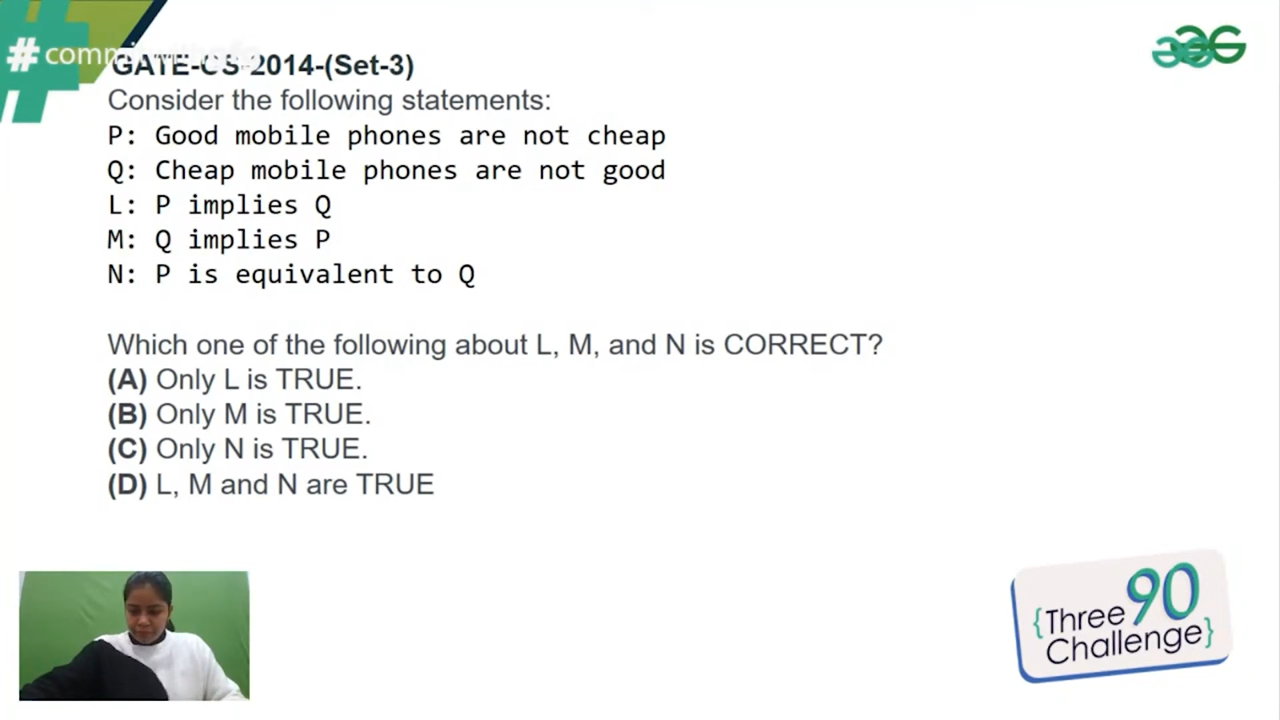 GATE-CS-2014-(Set-3)
Consider the following statements:
P: Good mobile phones are not cheap
Q: Cheap mobile phones are not good
L: P implies Q
M: Q implies P
N: P is equivalent to Q
Which one of the following about L, M, and N is CORRECT?
(A) Only L is TRUE.
(B) Only M is TRUE.
(C) Only N is TRUE.
(D) L, M and N are TRUE
{Three 90
Challenge}